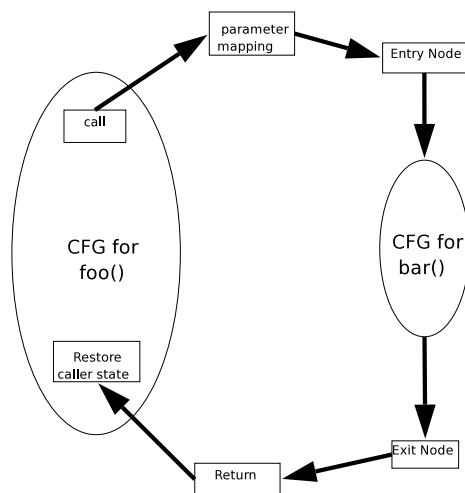 parameter
mapping
Entry Node
call
CFG for
foo()
CFG for
bar()
Restore
caller state
Exit Node
Return